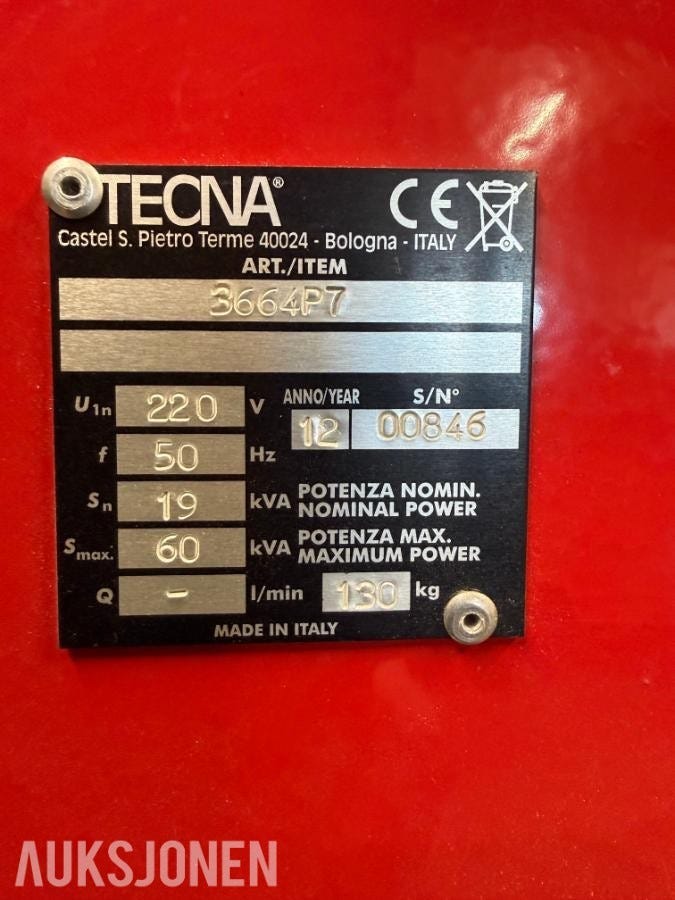 TECNA® CE
Castel S. Pietro Terme 40024 - Bologna - ITALY
ART./ITEM
3664P7
ANNO/YEAR S/N°
U1n 220 V 12 00846
f 50 Hz
Sn 19 kVA POTENZA NOMIN.
NOMINAL POWER
Smax. 60 kVA POTENZA MAX.
MAXIMUM POWER
Q - l/min 130 kg
MADE IN ITALY
AUKSJONEN